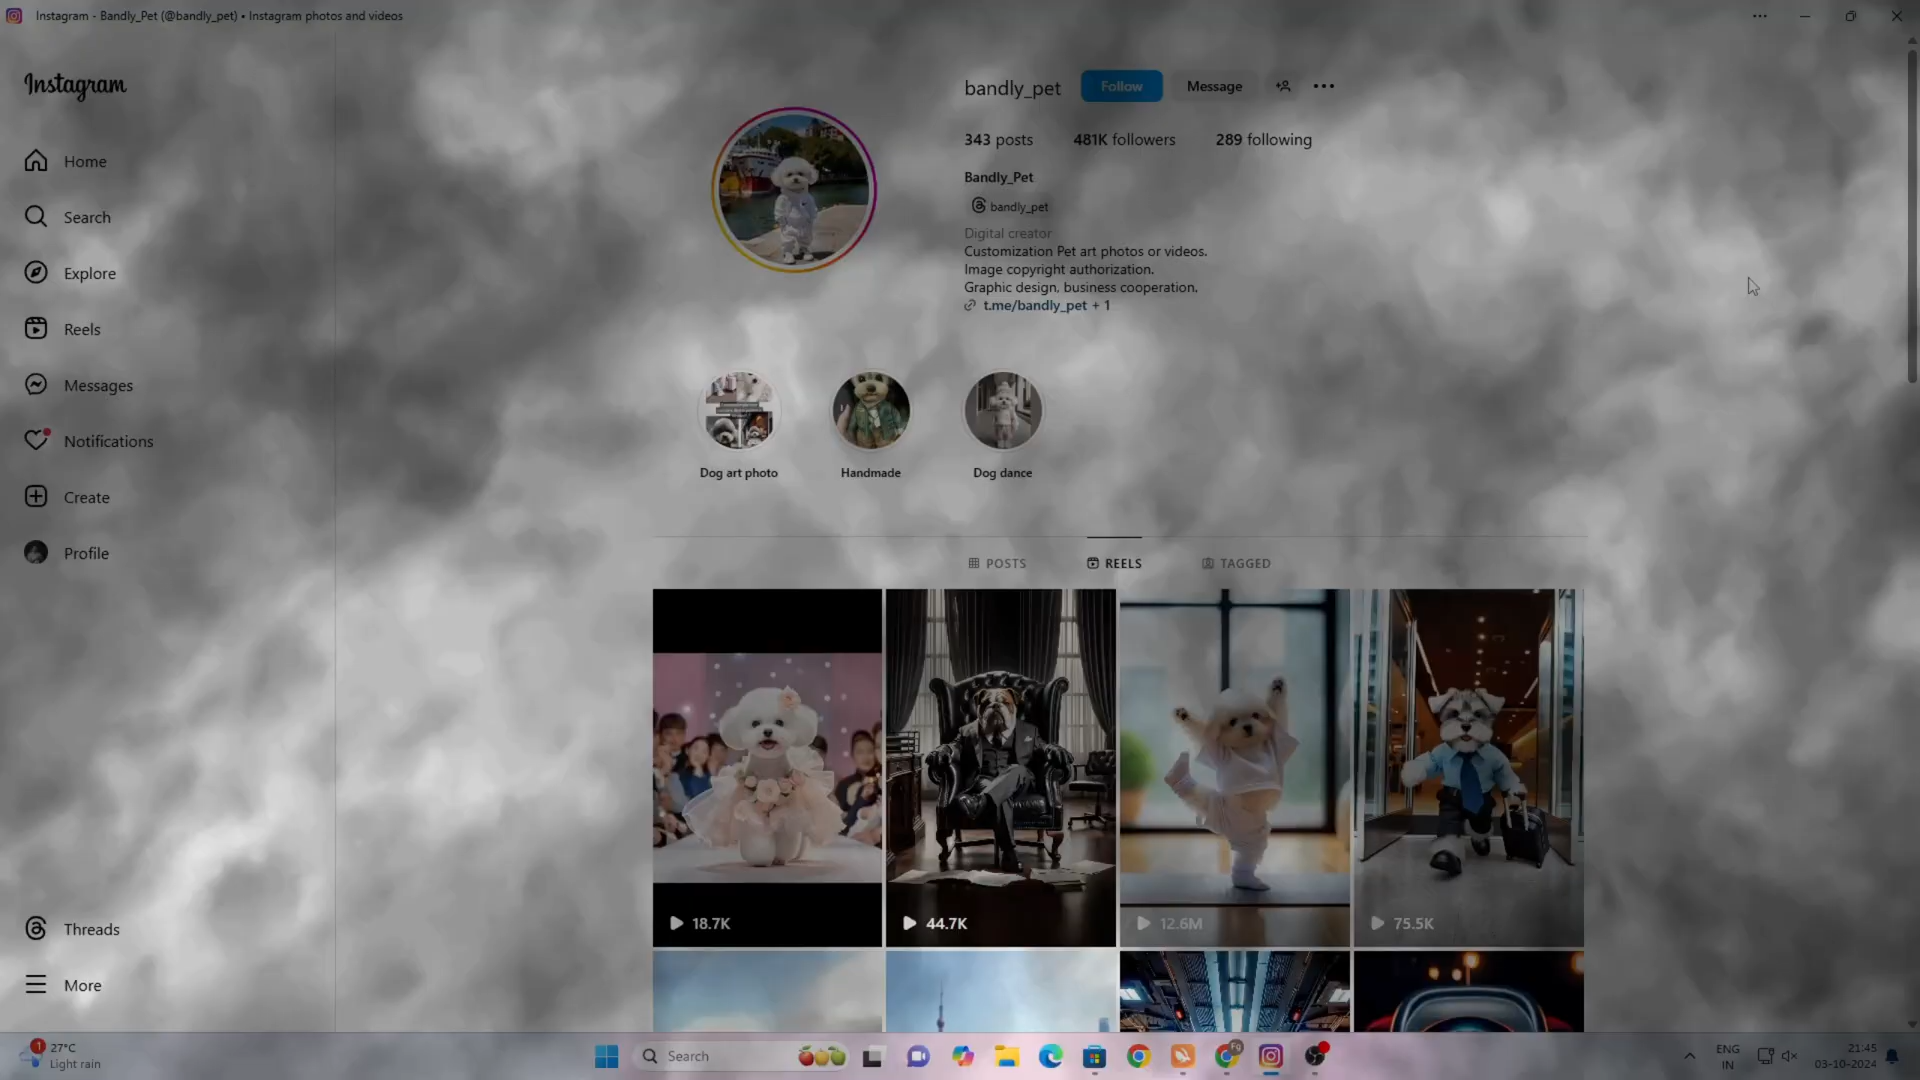 Instagram - Bandly_Pet (@bandly_pet) • Instagram photos and videos
Instagram
Home
Search
Explore
Reels
Messages
Notifications
Create
Profile
Threads
More
bandly_pet Follow Message
343 posts 481K followers 289 following
Bandly_Pet
bandly_pet
Digital creator
Customization Pet art photos or videos.
Image copyright authorization.
Graphic design, business cooperation.
t.me/bandly_pet + 1
Dog art photo Handmade Dog dance
POSTS REELS TAGGED
18.7K 44.7K 12.6M 75.5K
1
27°C
Light rain
Search
Fg
ENG
IN
21:45
03-10-2024